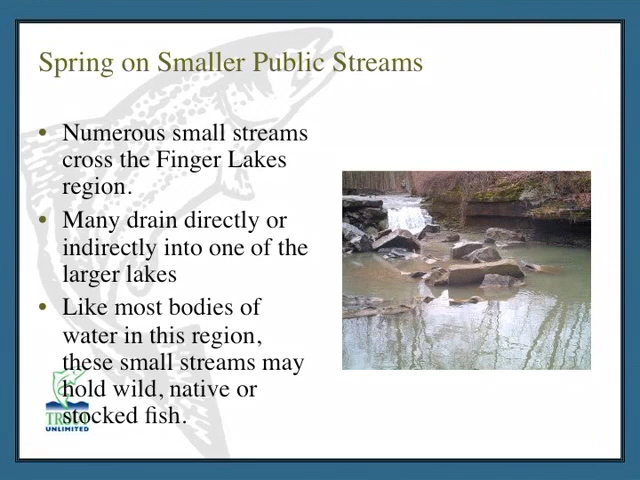 Spring on Smaller Public Streams
• Numerous small streams
cross the Finger Lakes
region.
• Many drain directly or
indirectly into one of the
larger lakes
• Like most bodies of
water in this region,
these small streams may
hold wild, native or
stocked fish.
TROUT
UNLIMITED